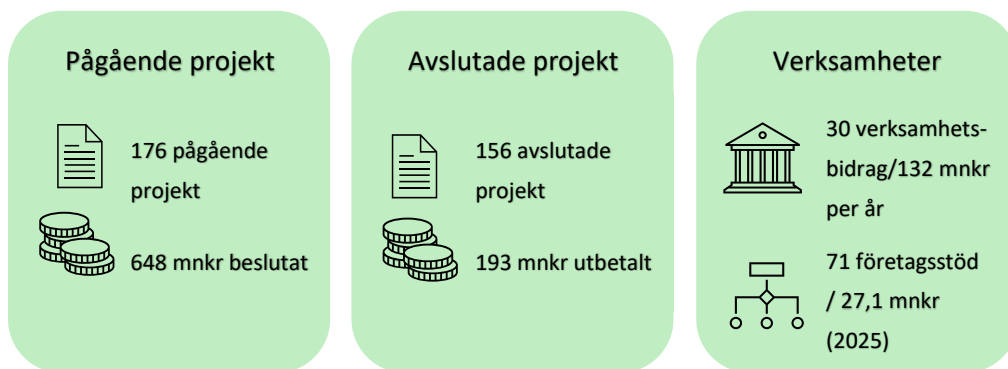 Pågående projekt
176 pågående
projekt
648 mnkr beslutat
Avslutade projekt
156 avslutade
projekt
193 mnkr utbetalt
Verksamheter
30 verksamhets-
bidrag/132 mnkr
per år
71 företagsstöd
/ 27,1 mnkr
(2025)